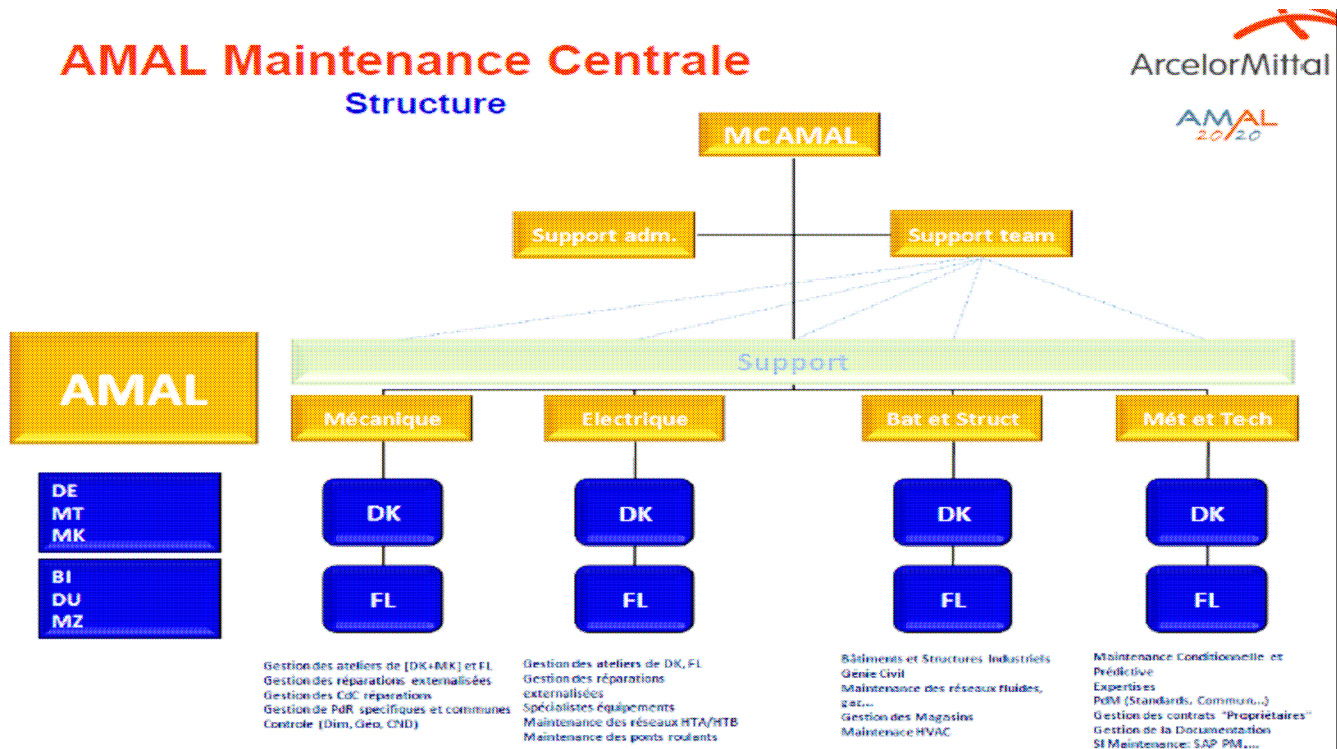 AMAL Maintenance Centrale
Structure
ArcelorMittal
AMAL
20/20
MC AMAL
Support adm.
Support team
AMAL
Support
Mécanique
Electrique
Bat et Struct
Mét et Tech
DE
MT
MK
DK
DK
DK
DK
BI
DU
MZ
FL
FL
FL
FL
Gestion des ateliers de [DK+MK] et FL
Gestion des réparations externalisées
Gestion des CdC réparations
Gestion de PdR spécifiques et communes
Controle (Dim, Géo, CND)
Gestion des ateliers de DK, FL
Gestion des réparations
externalisées
Spécialistes équipements
Maintenance des réseaux HTA/HTB
Maintenance des ponts roulants
Bâtiments et Structures Industriels
Génie Civil
Maintenance des réseaux fluides,
gaz...
Gestion des Magasins
Maintenace HVAC
Maintenance Conditionnelle et
Prédictive
Expertises
PdM (Standards, Commun...)
Gestion des contrats "Propriétaires"
Gestion de la Documentation
SI Maintenance: SAP PM,...